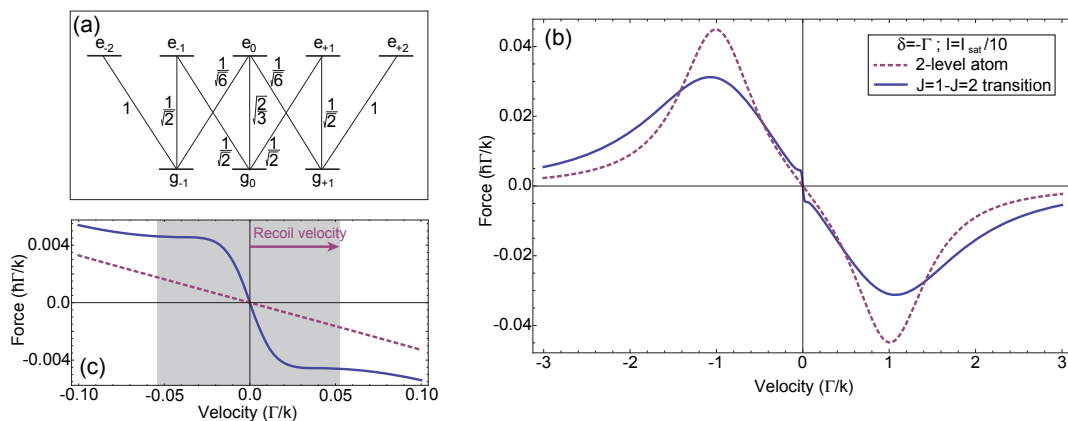 (a)
e-2 e-1 e0 e+1 e+2
1 1/√2 1/√6 √2/3 1/√6 1/√2 1
1/√2 1/√2
g-1 g0 g+1
(b)
δ=-Γ ; I=Isat/10
2-level atom
J=1-J=2 transition
Force (ħΓ/k)
0.04
0.02
0.0
-0.02
-0.04
-3 -2 -1 0 1 2 3
Velocity (Γ/k)
(c)
Recoil velocity
Force (ħΓ/k)
0.004
0.0
-0.004
-0.10 -0.05 0.0 0.05 0.10
Velocity (Γ/k)